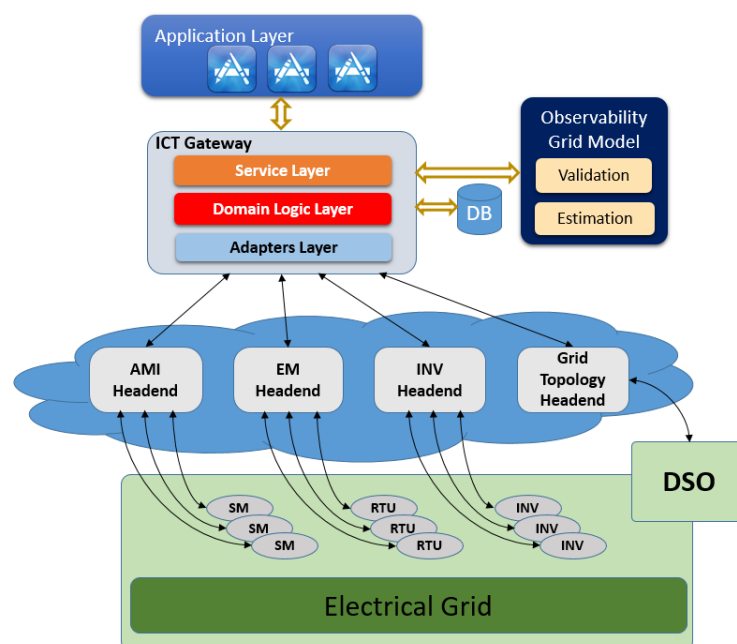 Application Layer
ICT Gateway
Service Layer
Domain Logic Layer
Adapters Layer
DB
Observability
Grid Model
Validation
Estimation
AMI
Headend
EM
Headend
INV
Headend
Grid
Topology
Headend
DSO
SM
SM
SM
RTU
RTU
RTU
INV
INV
INV
Electrical Grid